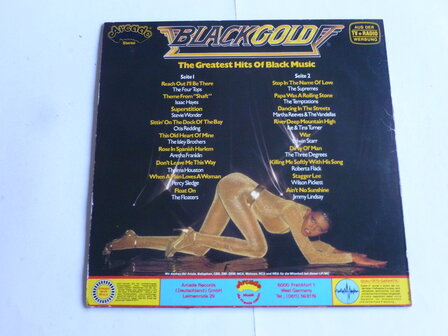 Arcade
Stereo
BLACK GOLD
AUS DER
TV + RADIO
WERBUNG
The Greatest Hits Of Black Music
Seite 1
Reach Out I'll Be There
The Four Tops
Theme From "Shaft"
Isaac Hayes
Superstition
Stevie Wonder
Sittin' On The Dock Of The Bay
Otis Redding
This Old Heart Of Mine
The Isley Brothers
Rose In Spanish Harlem
Aretha Franklin
Don't Leave Me This Way
Thelma Houston
When A Man Loves A Woman
Percy Sledge
Float On
The Floaters
Seite 2
Stop In The Name Of Love
The Supremes
Papa Was A Rolling Stone
The Temptations
Dancing In The Streets
Martha Reeves & The Vandellas
River Deep Mountain High
Ike & Tina Turner
War
Edwin Starr
Dirty Ol' Man
The Three Degrees
Killing Me Softly With His Song
Roberta Flack
Stagger Lee
Wilson Pickett
Ain't No Sunshine
Jimmy Lindsay
Arcade Records
(Deutschland) GmbH
Leimenrode 29
Arcade
6000 Frankfurt 1
West Germany